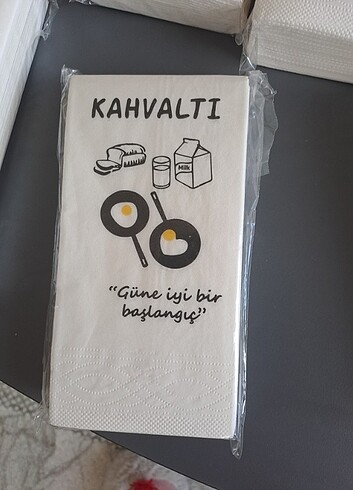 KAHVALTI
Milk
"Güne iyi bir
başlangıç"